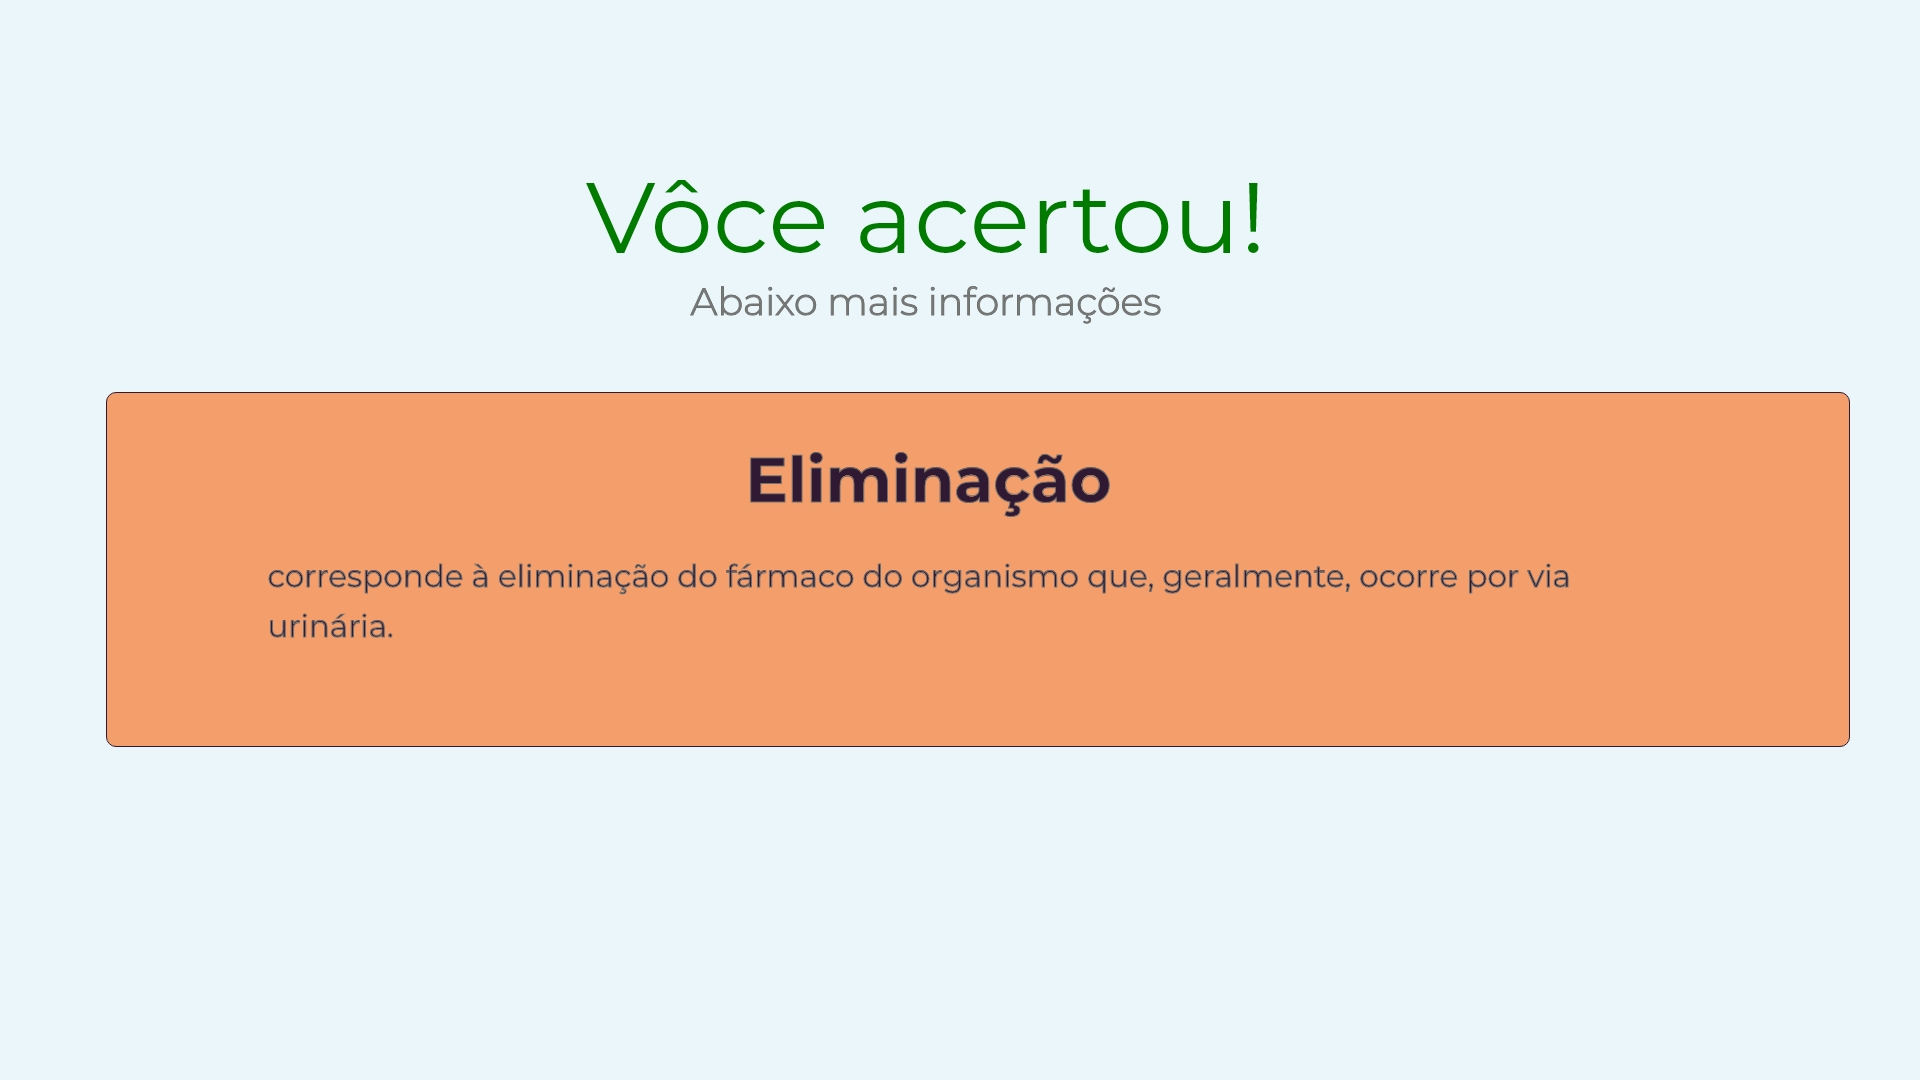 Vôce acertou!
Abaixo mais informações
Eliminação
corresponde à eliminação do fármaco do organismo que, geralmente, ocorre por via
urinária.